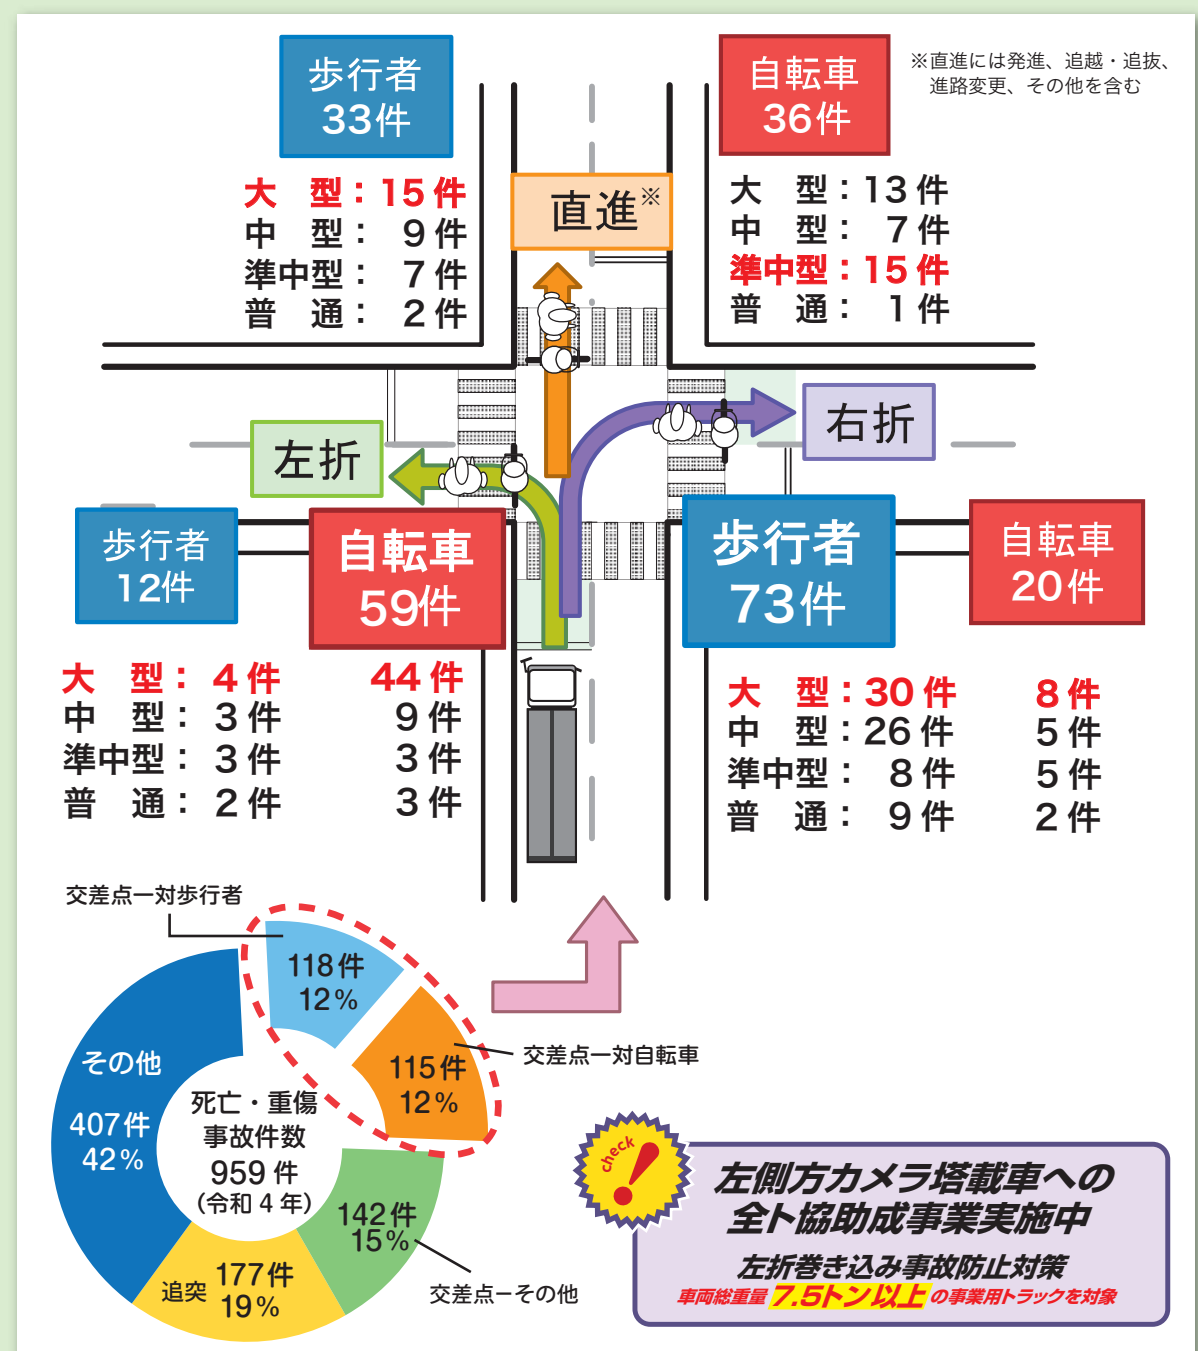 歩行者
33件
大　型：15件
中　型：　9件
準中型：　7件
普　通：　2件
直進※
自転車
36件
※直進には発進、追越・追抜、
進路変更、その他を含む
大　型：13件
中　型：　7件
準中型：15件
普　通：　1件
左折
右折
歩行者
12件
自転車
59件
大　型：　4件　44件
中　型：　3件　9件
準中型：　3件　3件
普　通：　2件　3件
歩行者
73件
自転車
20件
大　型：30件　8件
中　型：26件　5件
準中型：　8件　5件
普　通：　9件　2件
交差点ー対歩行者
118件
12%
115件
12%
交差点ー対自転車
その他
407件
42%
死亡・重傷
事故件数
959件
（令和4年）
142件
15%
交差点ーその他
追突
177件
19%
check
左側方カメラ塔載車への
全ト協助成事業実施中
左折巻き込み事故防止対策
車両総重量7.5トン以上の事業用トラックを対象